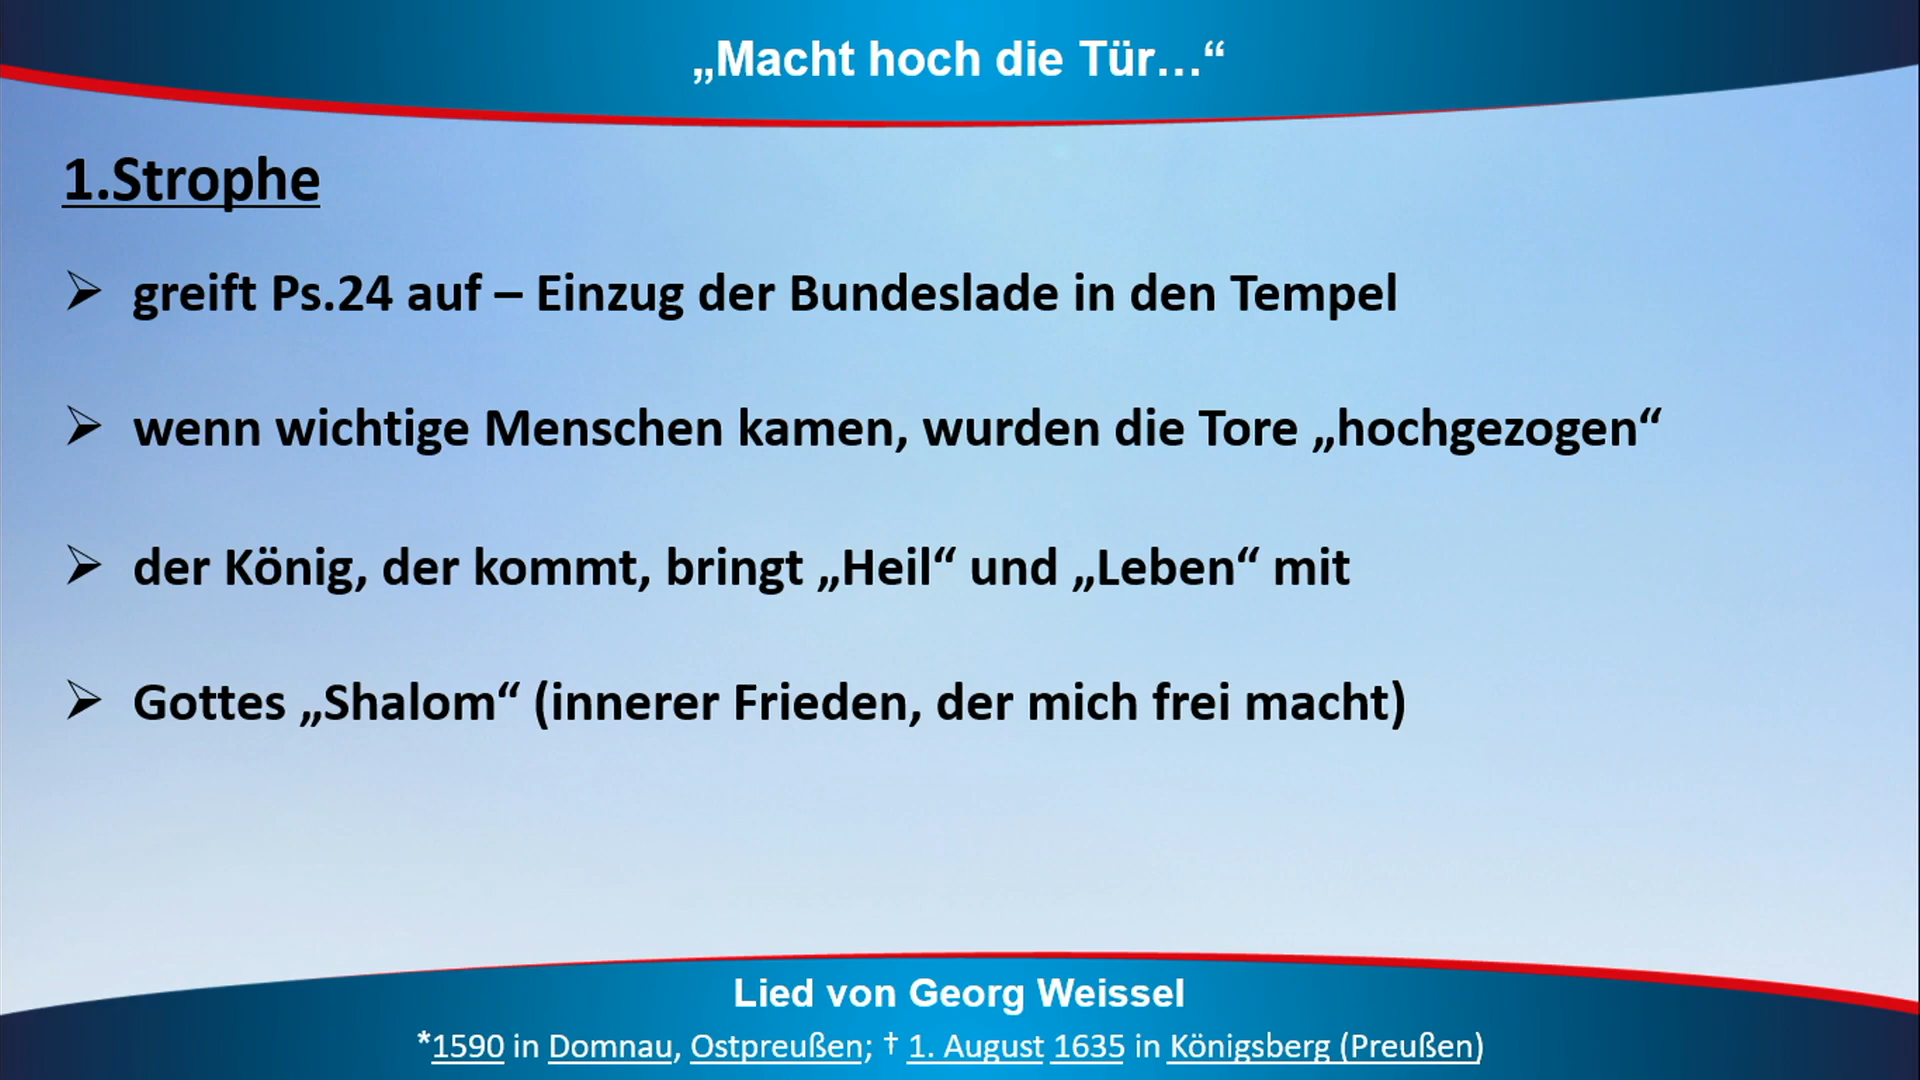 „Macht hoch die Tür…“
1.Strophe
➢ greift Ps.24 auf – Einzug der Bundeslade in den Tempel
➢ wenn wichtige Menschen kamen, wurden die Tore „hochgezogen“
➢ der König, der kommt, bringt „Heil“ und „Leben“ mit
➢ Gottes „Shalom“ (innerer Frieden, der mich frei macht)
Lied von Georg Weissel
*1590 in Domnau, Ostpreußen; † 1. August 1635 in Königsberg (Preußen)